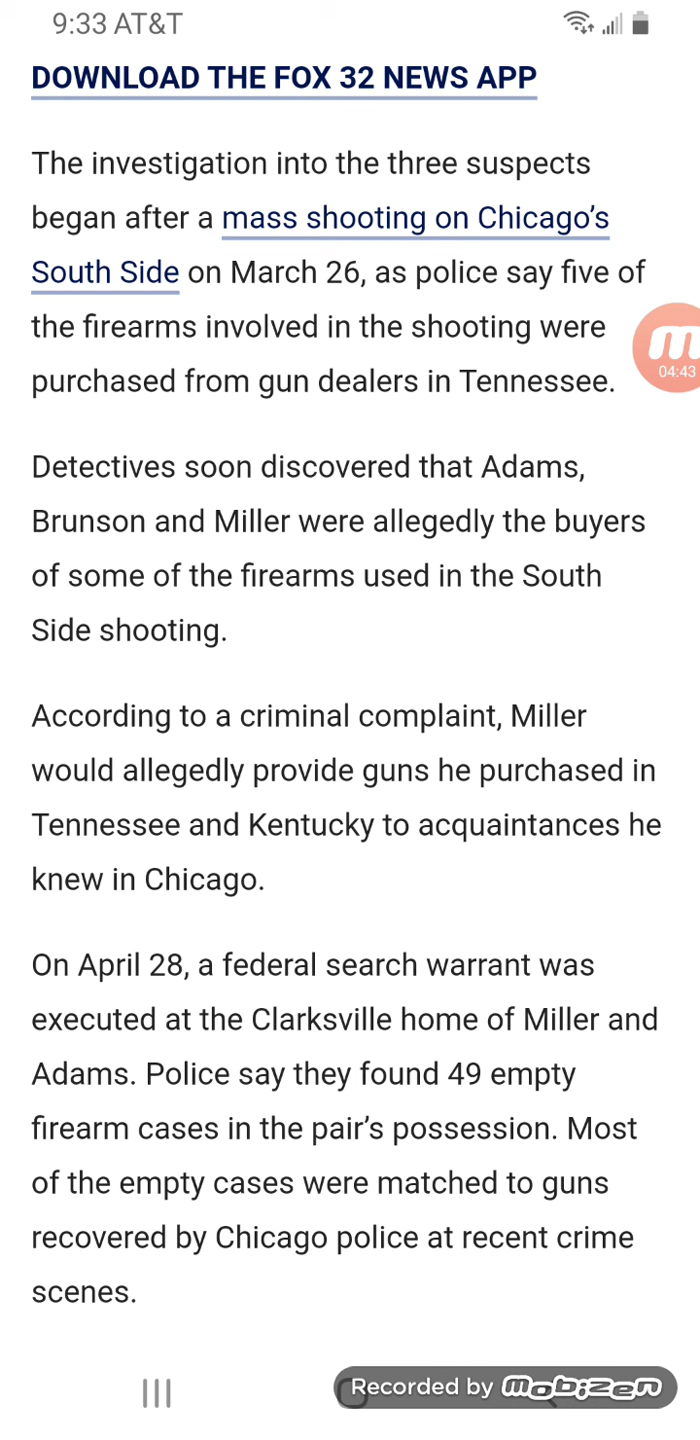 9:33 AT&T
DOWNLOAD THE FOX 32 NEWS APP
The investigation into the three suspects
began after a mass shooting on Chicago’s
South Side on March 26, as police say five of
the firearms involved in the shooting were
purchased from gun dealers in Tennessee.
04:43
Detectives soon discovered that Adams,
Brunson and Miller were allegedly the buyers
of some of the firearms used in the South
Side shooting.
According to a criminal complaint, Miller
would allegedly provide guns he purchased in
Tennessee and Kentucky to acquaintances he
knew in Chicago.
On April 28, a federal search warrant was
executed at the Clarksville home of Miller and
Adams. Police say they found 49 empty
firearm cases in the pair’s possession. Most
of the empty cases were matched to guns
recovered by Chicago police at recent crime
scenes.
Recorded by mobizen